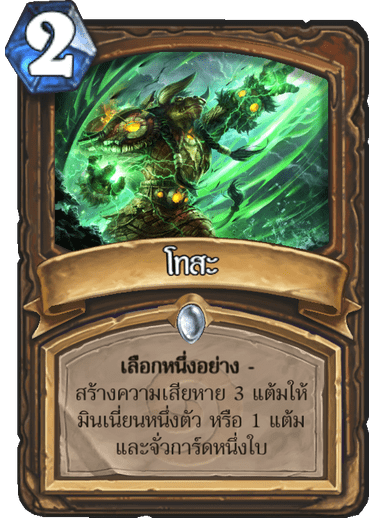 2
โทสะ
เลือกหนึ่งอย่าง -
สร้างความเสียหาย 3 แต้มให้
มินเนี่ยนหนึ่งตัว หรือ 1 แต้ม
และจั่วการ์ดหนึ่งใบ